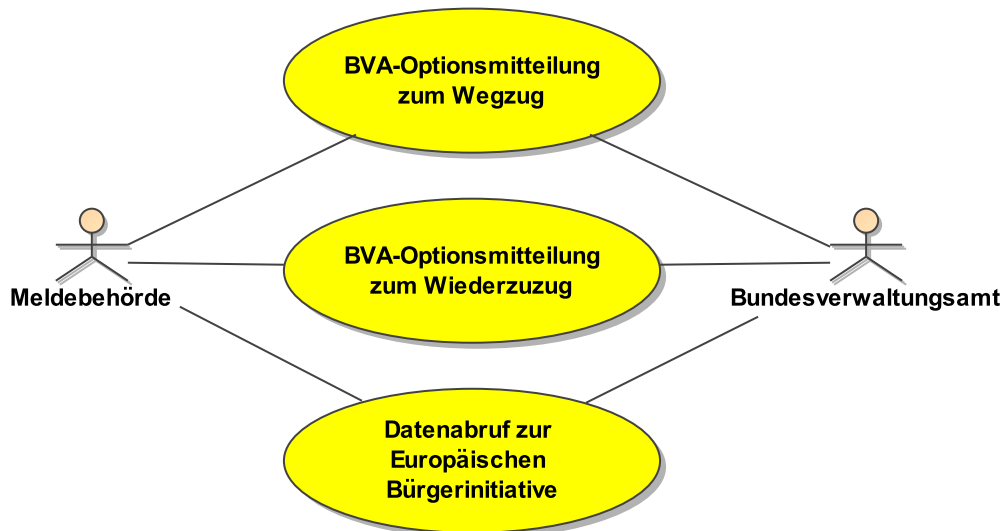 BVA-Optionsmitteilung
zum Wegzug
BVA-Optionsmitteilung
zum Wiederzuzug
Meldebehörde
Bundesverwaltungsamt
Datenabruf zur
Europäischen
Bürgerinitiative